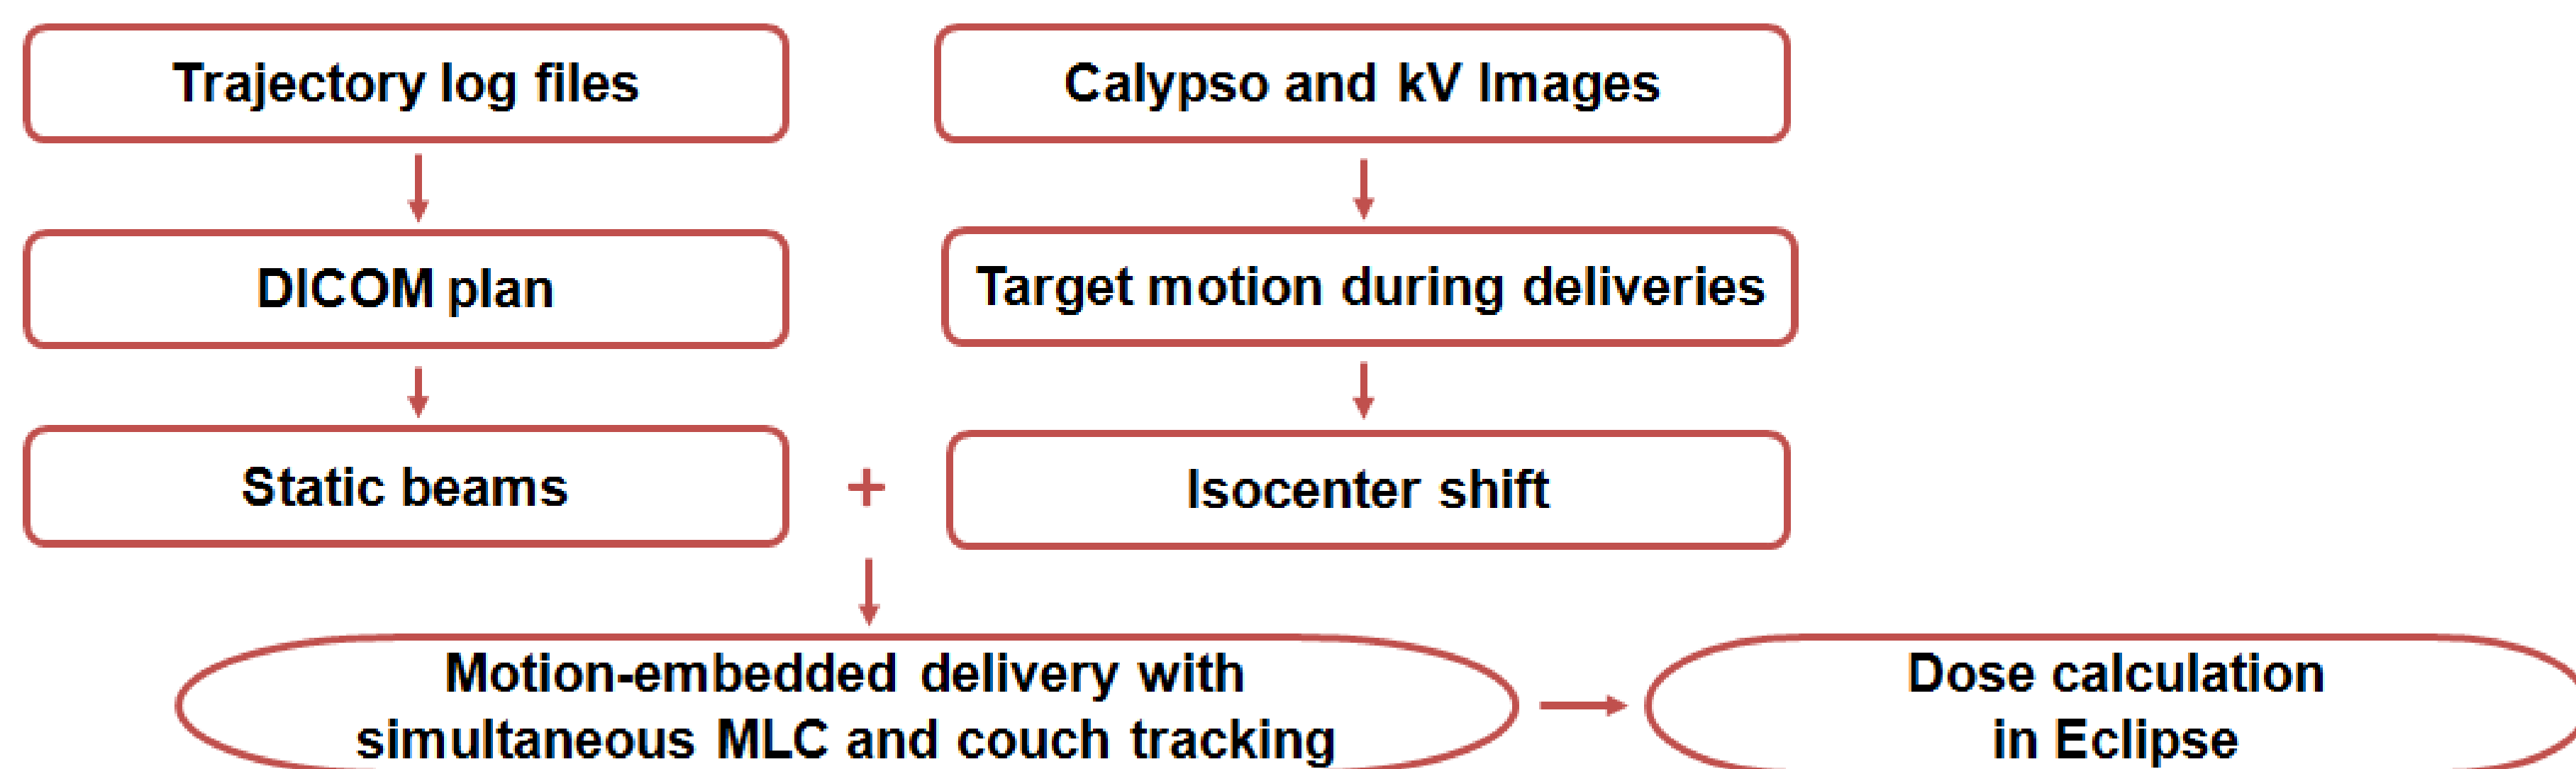 Trajectory log files
Calypso and kV Images
DICOM plan
Target motion during deliveries
Static beams
+
Isocenter shift
Motion-embedded delivery with
simultaneous MLC and couch tracking
Dose calculation
in Eclipse